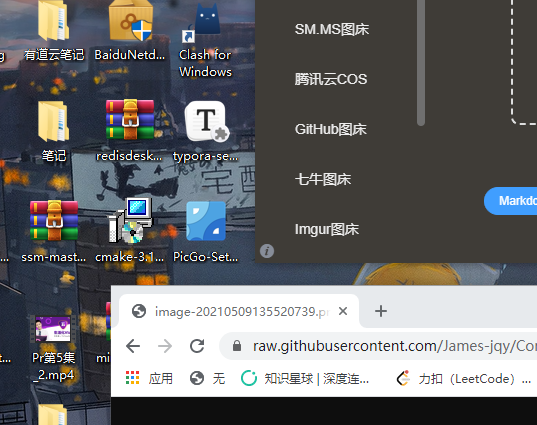 有道云笔记
BaiduNetd...
Clash for
Windows
笔记
redisdesk...
typora-se...
ssm-mast...
cmake-3.1...
PicGo-Set...
Pr第5集
_2.mp4
mi
SM.MS图床
腾讯云COS
GitHub图床
七牛图床
Imgur图床
Markdo
image-20210509135520739.pn
raw.githubusercontent.com/James-jqy/Cor
应用
无
知识星球 | 深度连...
力扣（LeetCode）...